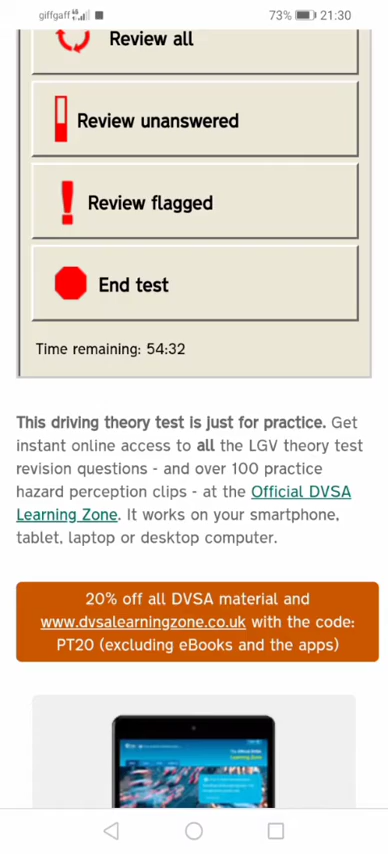 giffgaff 73% 21:30
Review all
Review unanswered
Review flagged
End test
Time remaining: 54:32
This driving theory test is just for practice. Get
instant online access to all the LGV theory test
revision questions - and over 100 practice
hazard perception clips - at the Official DVSA
Learning Zone. It works on your smartphone,
tablet, laptop or desktop computer.
20% off all DVSA material and
www.dvsalearningzone.co.uk with the code:
PT20 (excluding eBooks and the apps)
Learning Zone